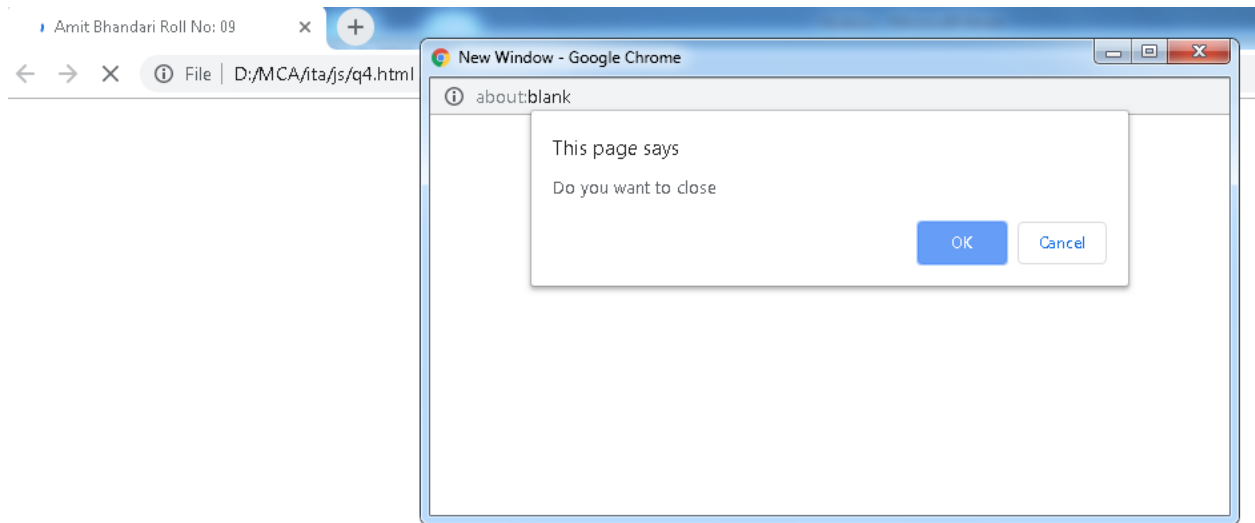 Amit Bhandari Roll No: 09
File | D:/MCA/ita/js/q4.html
New Window - Google Chrome
about:blank
This page says
Do you want to close
OK
Cancel